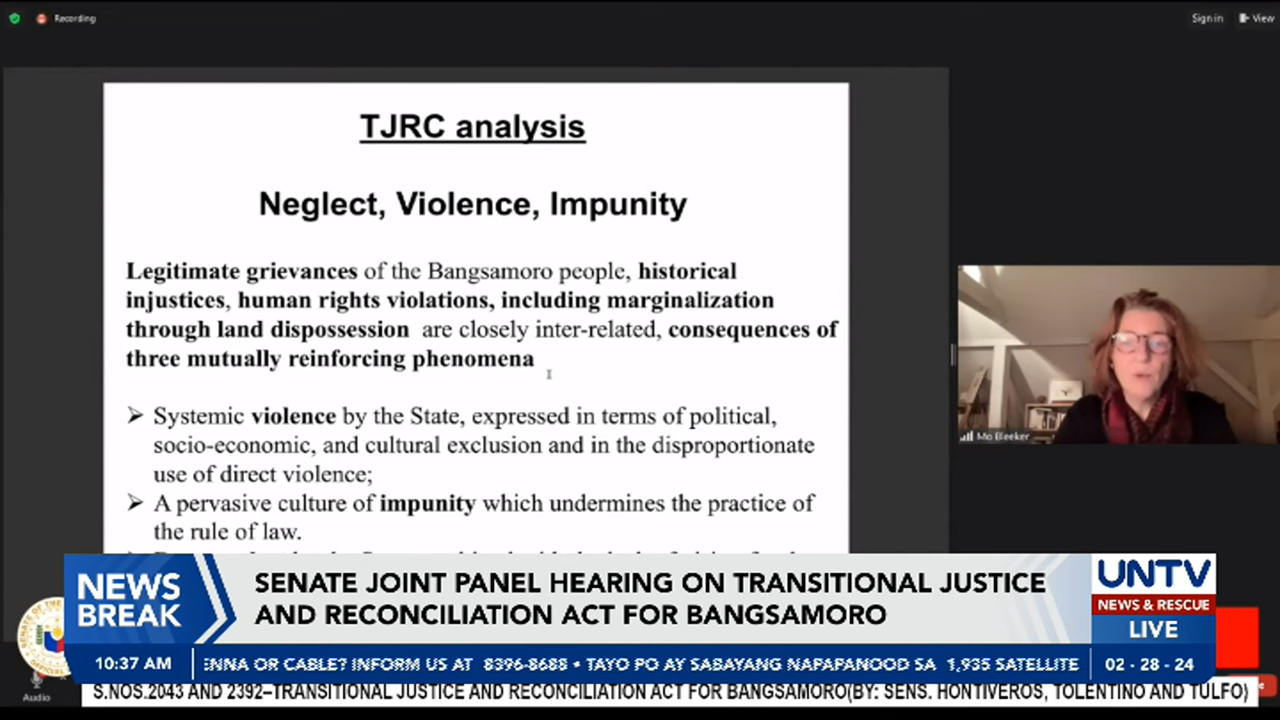 Recording
Sign in
View
TJRC analysis
Neglect, Violence, Impunity
Legitimate grievances of the Bangsamoro people, historical
injustices, human rights violations, including marginalization
through land dispossession are closely inter-related, consequences of
three mutually reinforcing phenomena
➢ Systemic violence by the State, expressed in terms of political,
socio-economic, and cultural exclusion and in the disproportionate
use of direct violence;
➢ A pervasive culture of impunity which undermines the practice of
the rule of law.
Mo Bleeker
NEWS
BREAK
SENATE JOINT PANEL HEARING ON TRANSITIONAL JUSTICE
AND RECONCILIATION ACT FOR BANGSAMORO
UNTV
NEWS & RESCUE
LIVE
10:37 AM
OR CABLE? INFORM US AT 8396-8688 • TAYO PO AY SABAYANG NAPAPANOOD SA 1,935 SATELLITE
02 - 28 - 24
Audio
S.NOS.2043 AND 2392–TRANSITIONAL JUSTICE AND RECONCILIATION ACT FOR BANGSAMORO(BY: SENS. HONTIVEROS, TOLENTINO AND TULFO)